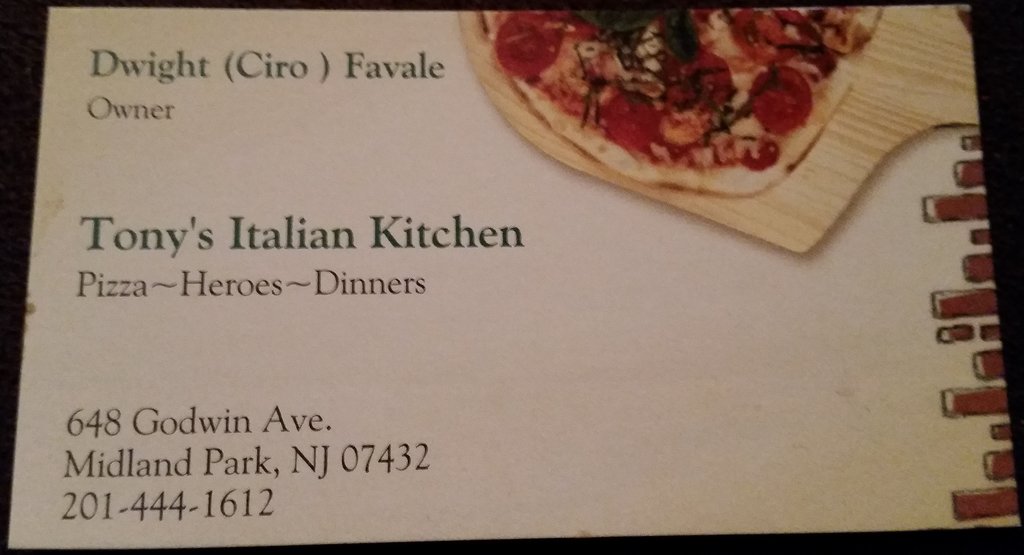 Dwight (Ciro ) Favale
Owner
Tony's Italian Kitchen
Pizza~Heroes~Dinners
648 Godwin Ave.
Midland Park, NJ 07432
201-444-1612